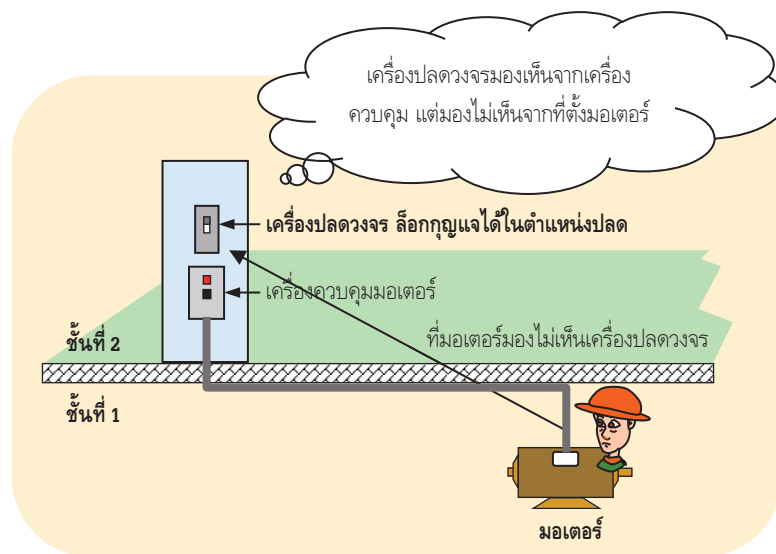 เครื่องปลดวงจรมองเห็นจากเครื่อง
ควบคุม แต่มองไม่เห็นจากที่ตั้งมอเตอร์
เครื่องปลดวงจร ล็อกกุญแจได้ในตำแหน่งปลด
เครื่องควบคุมมอเตอร์
ที่มอเตอร์มองไม่เห็นเครื่องปลดวงจร
ชั้นที่ 2
ชั้นที่ 1
มอเตอร์